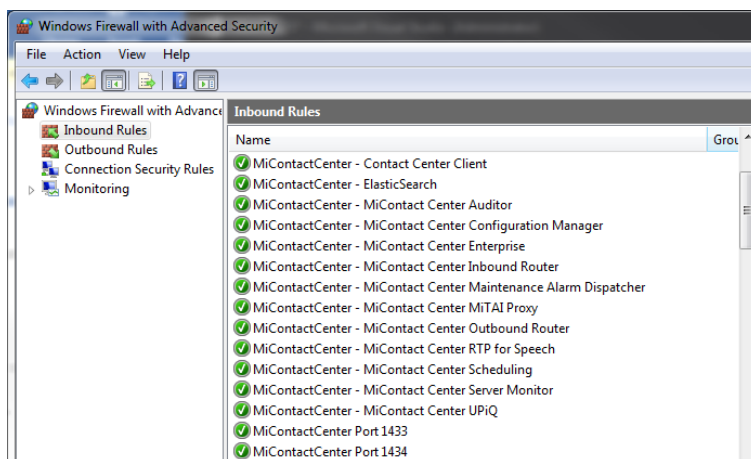 Windows Firewall with Advanced Security
File Action View Help
Windows Firewall with Advance
Inbound Rules
Outbound Rules
Connection Security Rules
Monitoring
Inbound Rules
Name Grou
MiContactCenter - Contact Center Client
MiContactCenter - ElasticSearch
MiContactCenter - MiContact Center Auditor
MiContactCenter - MiContact Center Configuration Manager
MiContactCenter - MiContact Center Enterprise
MiContactCenter - MiContact Center Inbound Router
MiContactCenter - MiContact Center Maintenance Alarm Dispatcher
MiContactCenter - MiContact Center MiTAI Proxy
MiContactCenter - MiContact Center Outbound Router
MiContactCenter - MiContact Center RTP for Speech
MiContactCenter - MiContact Center Scheduling
MiContactCenter - MiContact Center Server Monitor
MiContactCenter - MiContact Center UPiQ
MiContactCenter Port 1433
MiContactCenter Port 1434